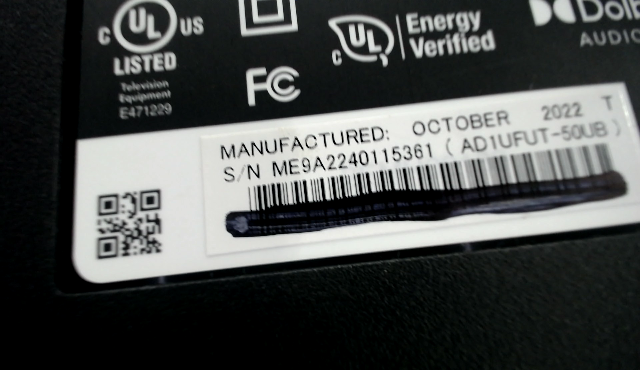 c UL US
LISTED
Television
Equipment
E471229
FC
c UL
Energy
Verified
AUDIO
MANUFACTURED: OCTOBER 2022 T
S/N ME9A2240115361 ( AD1UFUT-50UB )